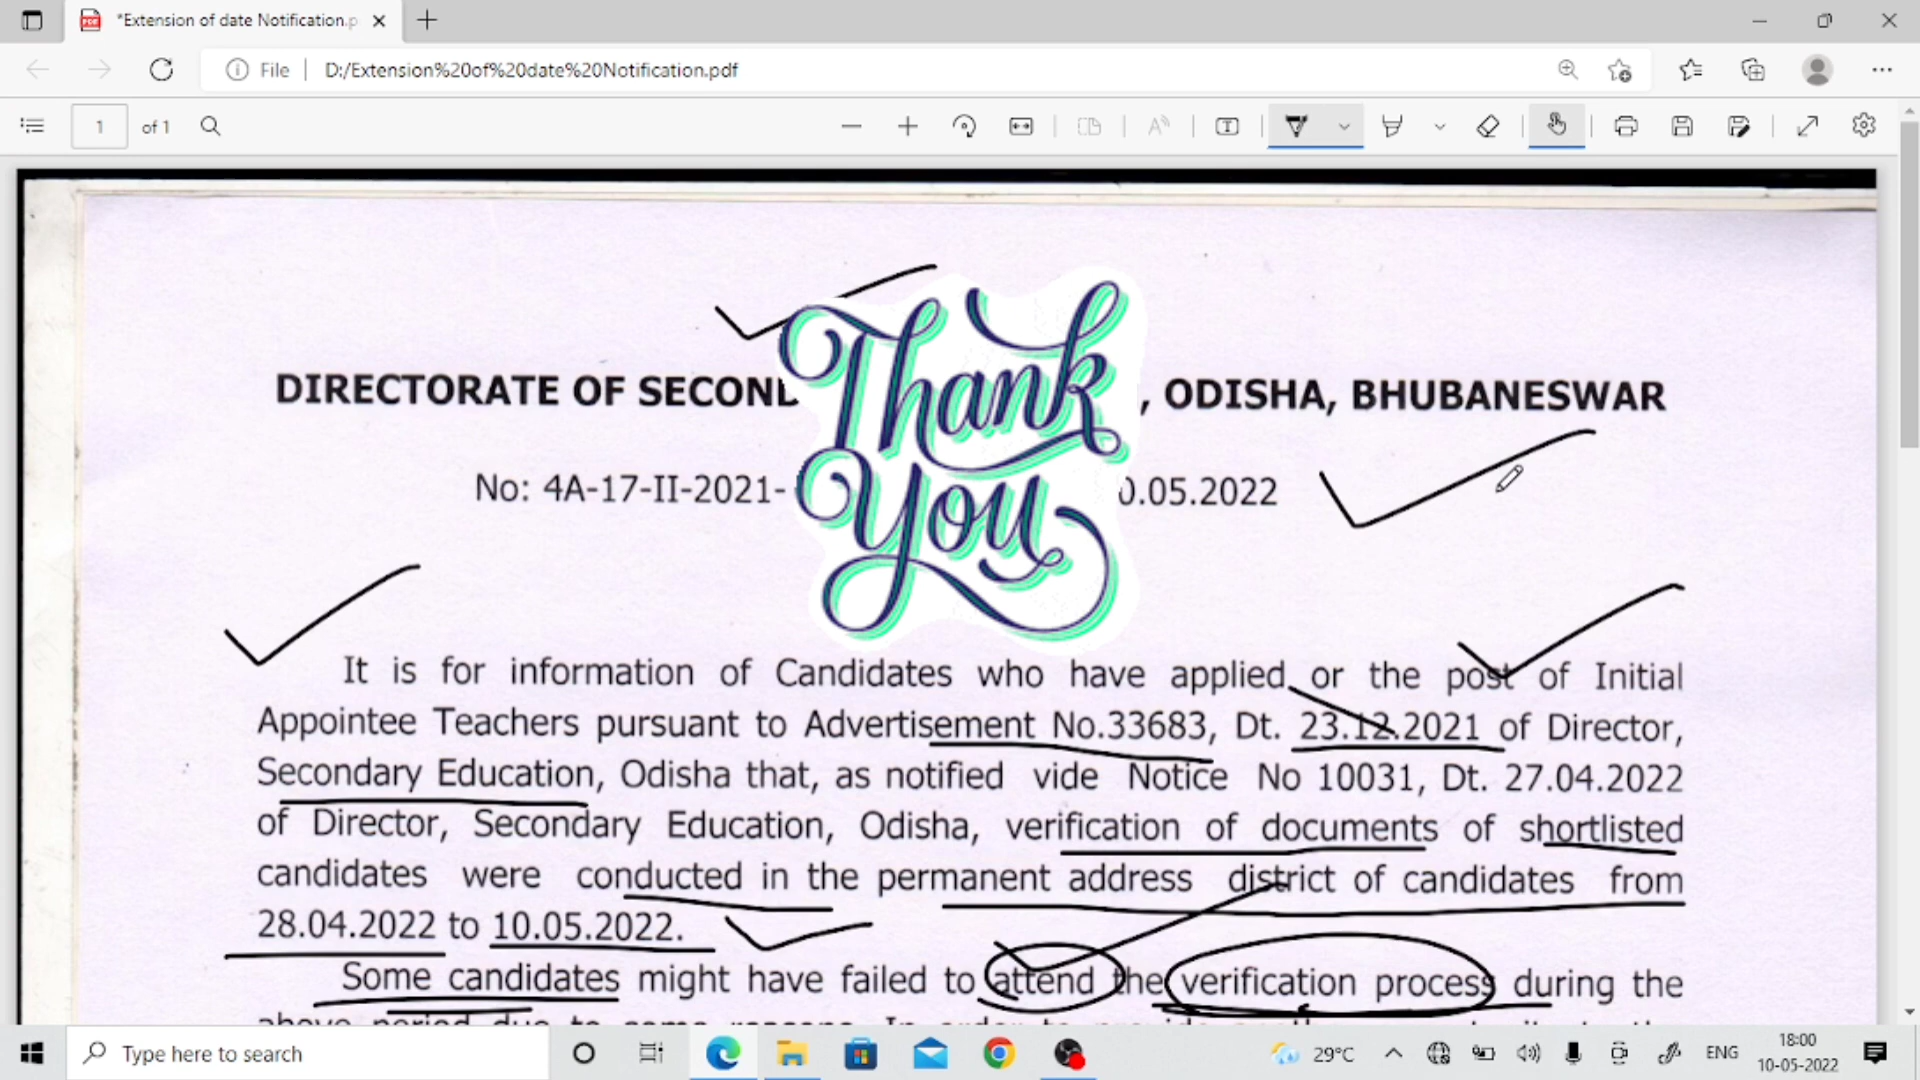 *Extension of date Notification.p
File
D:/Extension%20of%20date%20Notification.pdf
1 of 1
DIRECTORATE OF SECOND , ODISHA, BHUBANESWAR
No: 4A-17-II-2021- 0.05.2022
Thank
You
It is for information of Candidates who have applied or the post of Initial
Appointee Teachers pursuant to Advertisement No.33683, Dt. 23.12.2021 of Director,
Secondary Education, Odisha that, as notified vide Notice No 10031, Dt. 27.04.2022
of Director, Secondary Education, Odisha, verification of documents of shortlisted
candidates were conducted in the permanent address district of candidates from
28.04.2022 to 10.05.2022.
Some candidates might have failed to attend the verification process during the
Type here to search
29°C
ENG
18:00
10-05-2022